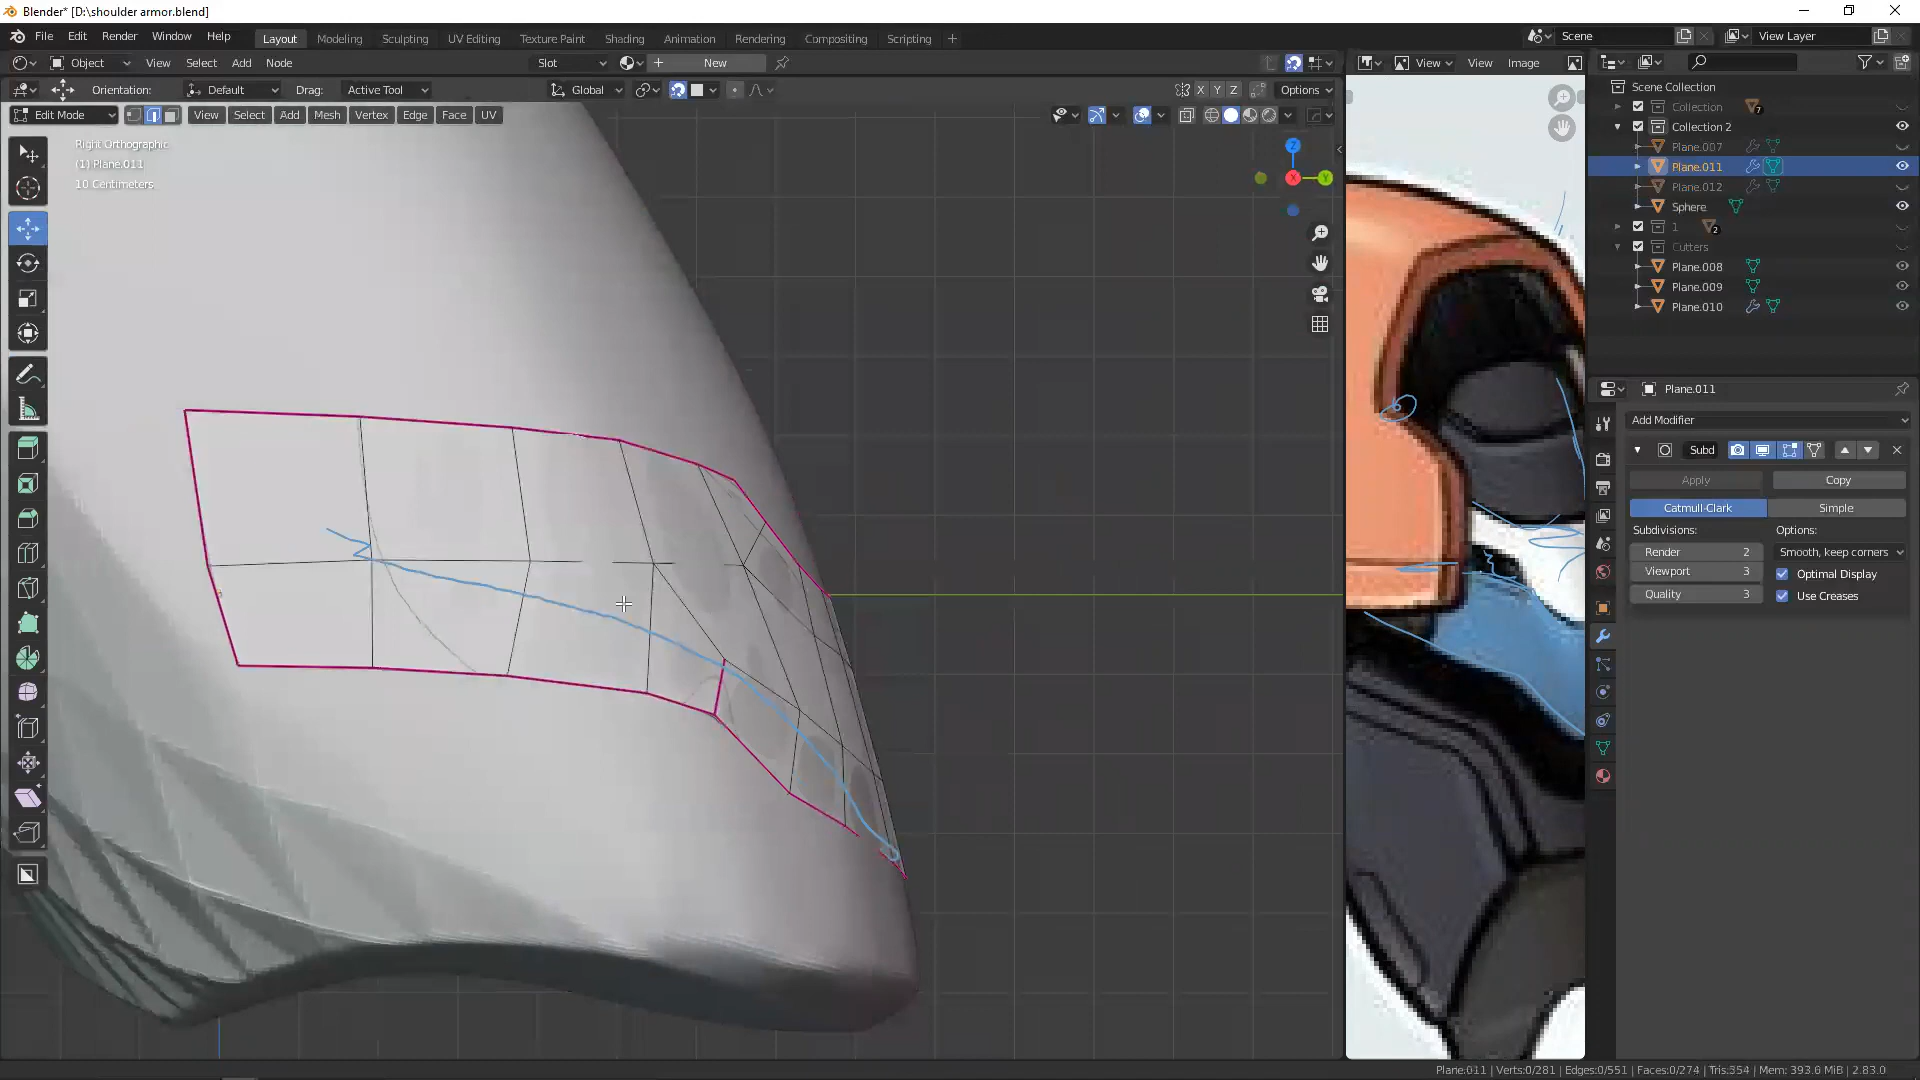 Blender* [D:\shoulder armor.blend]
File Edit Render Window Help
Layout Modeling Sculpting UV Editing Texture Paint Shading Animation Rendering Compositing Scripting +
Scene
View Layer
Object View Select Add Node
Slot
New
View View Image
Orientation: Default Drag: Active Tool
Global
X Y Z
Options
Edit Mode View Select Add Mesh Vertex Edge Face UV
Right Orthographic
(1) Plane.011
10 Centimeters
Z
X
Y
Scene Collection
Collection 7
Collection 2
Plane.007
Plane.011
Plane.012
Sphere
1 2
Cutters
Plane.008
Plane.009
Plane.010
Plane.011
Add Modifier
Subd
Apply Copy
Catmull-Clark Simple
Subdivisions: Options:
Render 2 Smooth, keep corners
Viewport 3 Optimal Display
Quality 3 Use Creases
Plane.011 | Verts:0/281 | Edges:0/551 | Faces:0/274 | Tris:354 | Mem: 393.6 MiB | 2.83.0